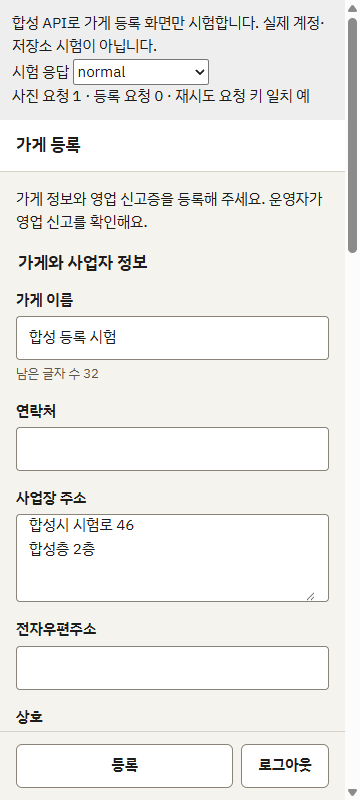 합성 API로 가게 등록 화면만 시험합니다. 실제 계정·
저장소 시험이 아닙니다.
시험 응답 normal
사진 요청 1 · 등록 요청 0 · 재시도 요청 키 일치 예
가게 등록
가게 정보와 영업 신고증을 등록해 주세요. 운영자가
영업 신고를 확인해요.
가게와 사업자 정보
가게 이름
합성 등록 시험
남은 글자 수 32
연락처
사업장 주소
합성시 시험로 46
합성층 2층
전자우편주소
상호
등록 로그아웃